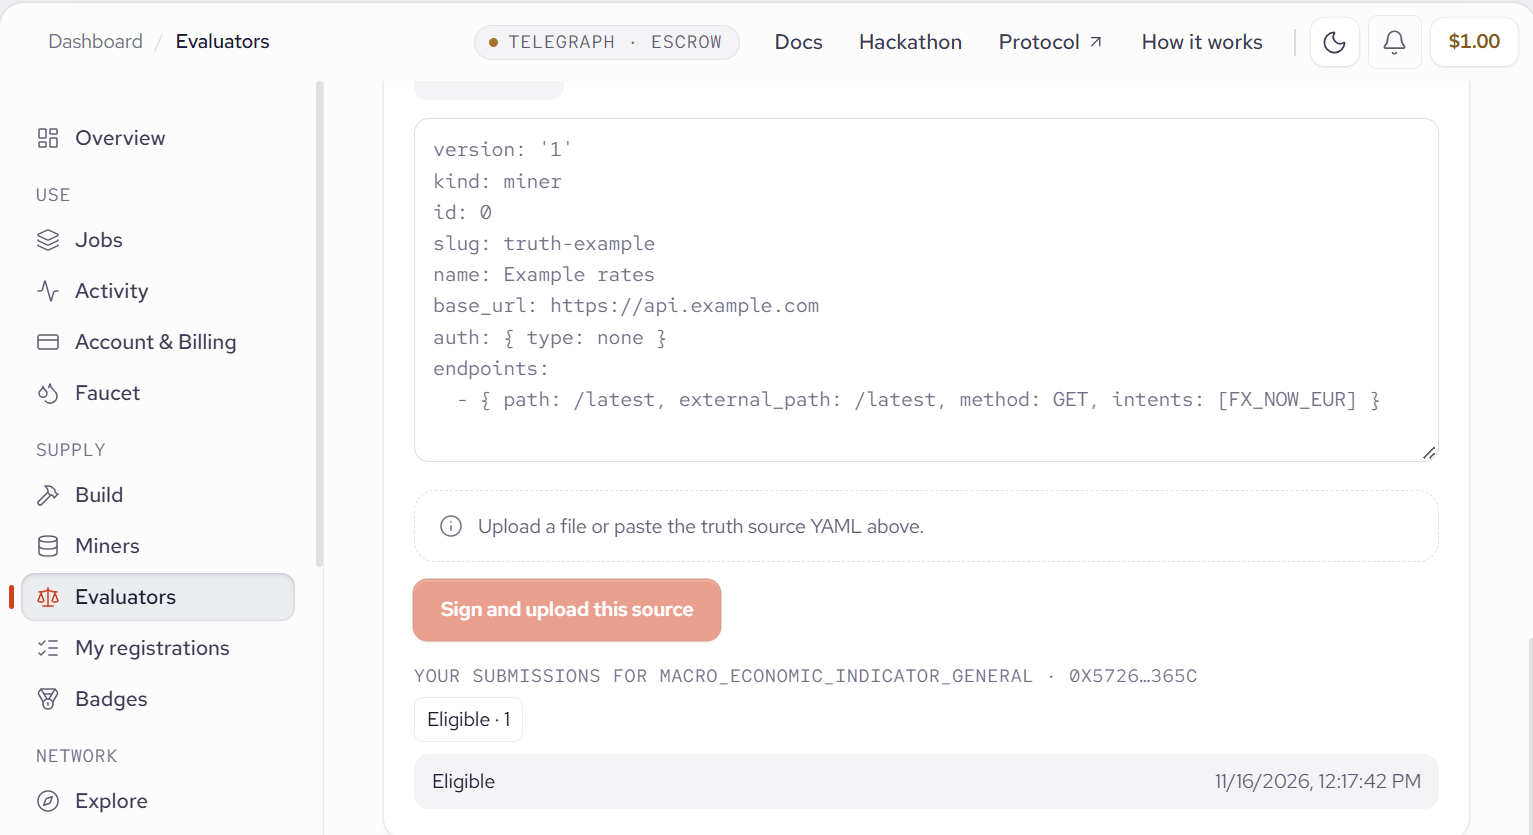 Dashboard / Evaluators
TELEGRAPH · ESCROW
Docs
Hackathon
Protocol ↗
How it works
$1.00
Overview
USE
Jobs
Activity
Account & Billing
Faucet
SUPPLY
Build
Miners
Evaluators
My registrations
Badges
NETWORK
Explore
version: '1'
kind: miner
id: 0
slug: truth-example
name: Example rates
base_url: https://api.example.com
auth: { type: none }
endpoints:
  - { path: /latest, external_path: /latest, method: GET, intents: [FX_NOW_EUR] }
Upload a file or paste the truth source YAML above.
Sign and upload this source
YOUR SUBMISSIONS FOR MACRO_ECONOMIC_INDICATOR_GENERAL · 0X5726…365C
Eligible · 1
Eligible 11/16/2026, 12:17:42 PM